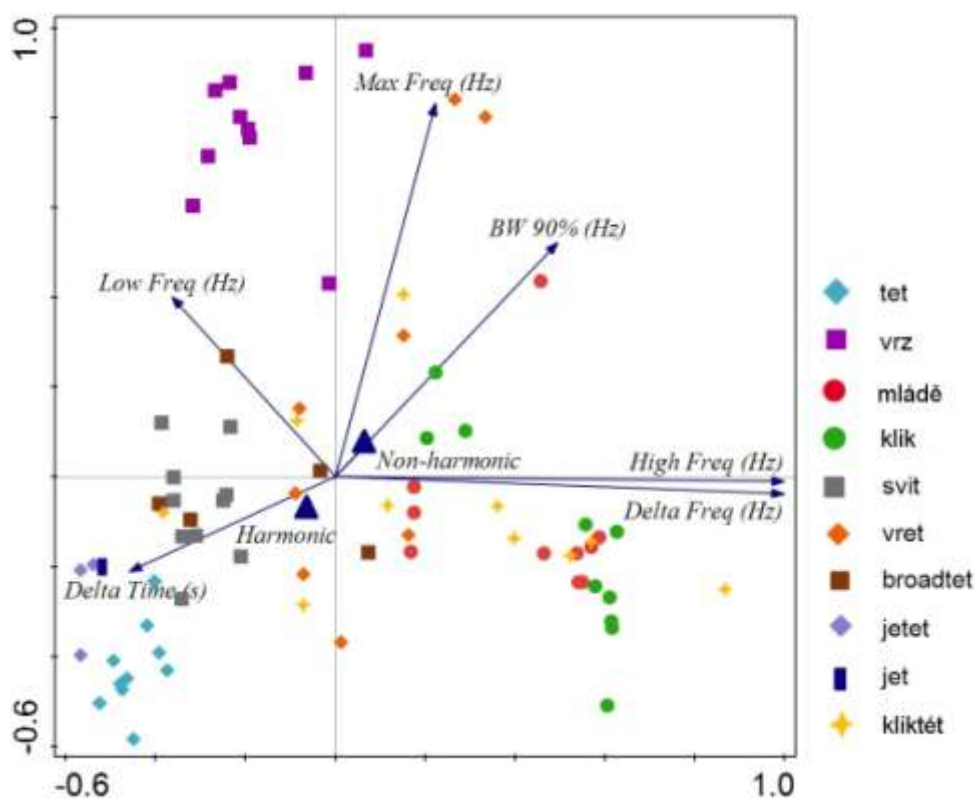 1.0
Max Freq (Hz)
BW 90% (Hz)
Low Freq (Hz)
Non-harmonic
High Freq (Hz)
Delta Freq (Hz)
Harmonic
Delta Time (s)
-0.6
-0.6
1.0
tet
vrz
mládě
klik
svit
vret
broadtet
jetet
jet
kliktét